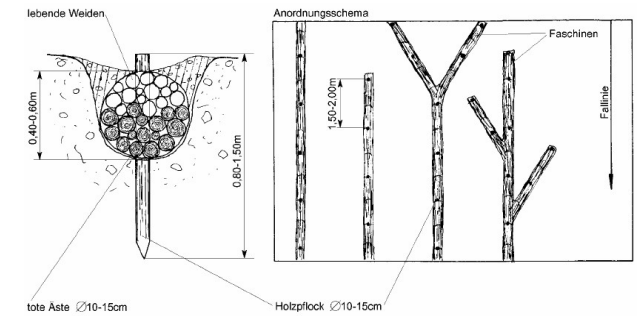 lebende Weiden
Anordnungsschema
Faschinen
0,40-0,60m
0,80-1,50m
1,50-2,00m
Fallinie
tote Äste ∅10-15cm
Holzpflock ∅10-15cm